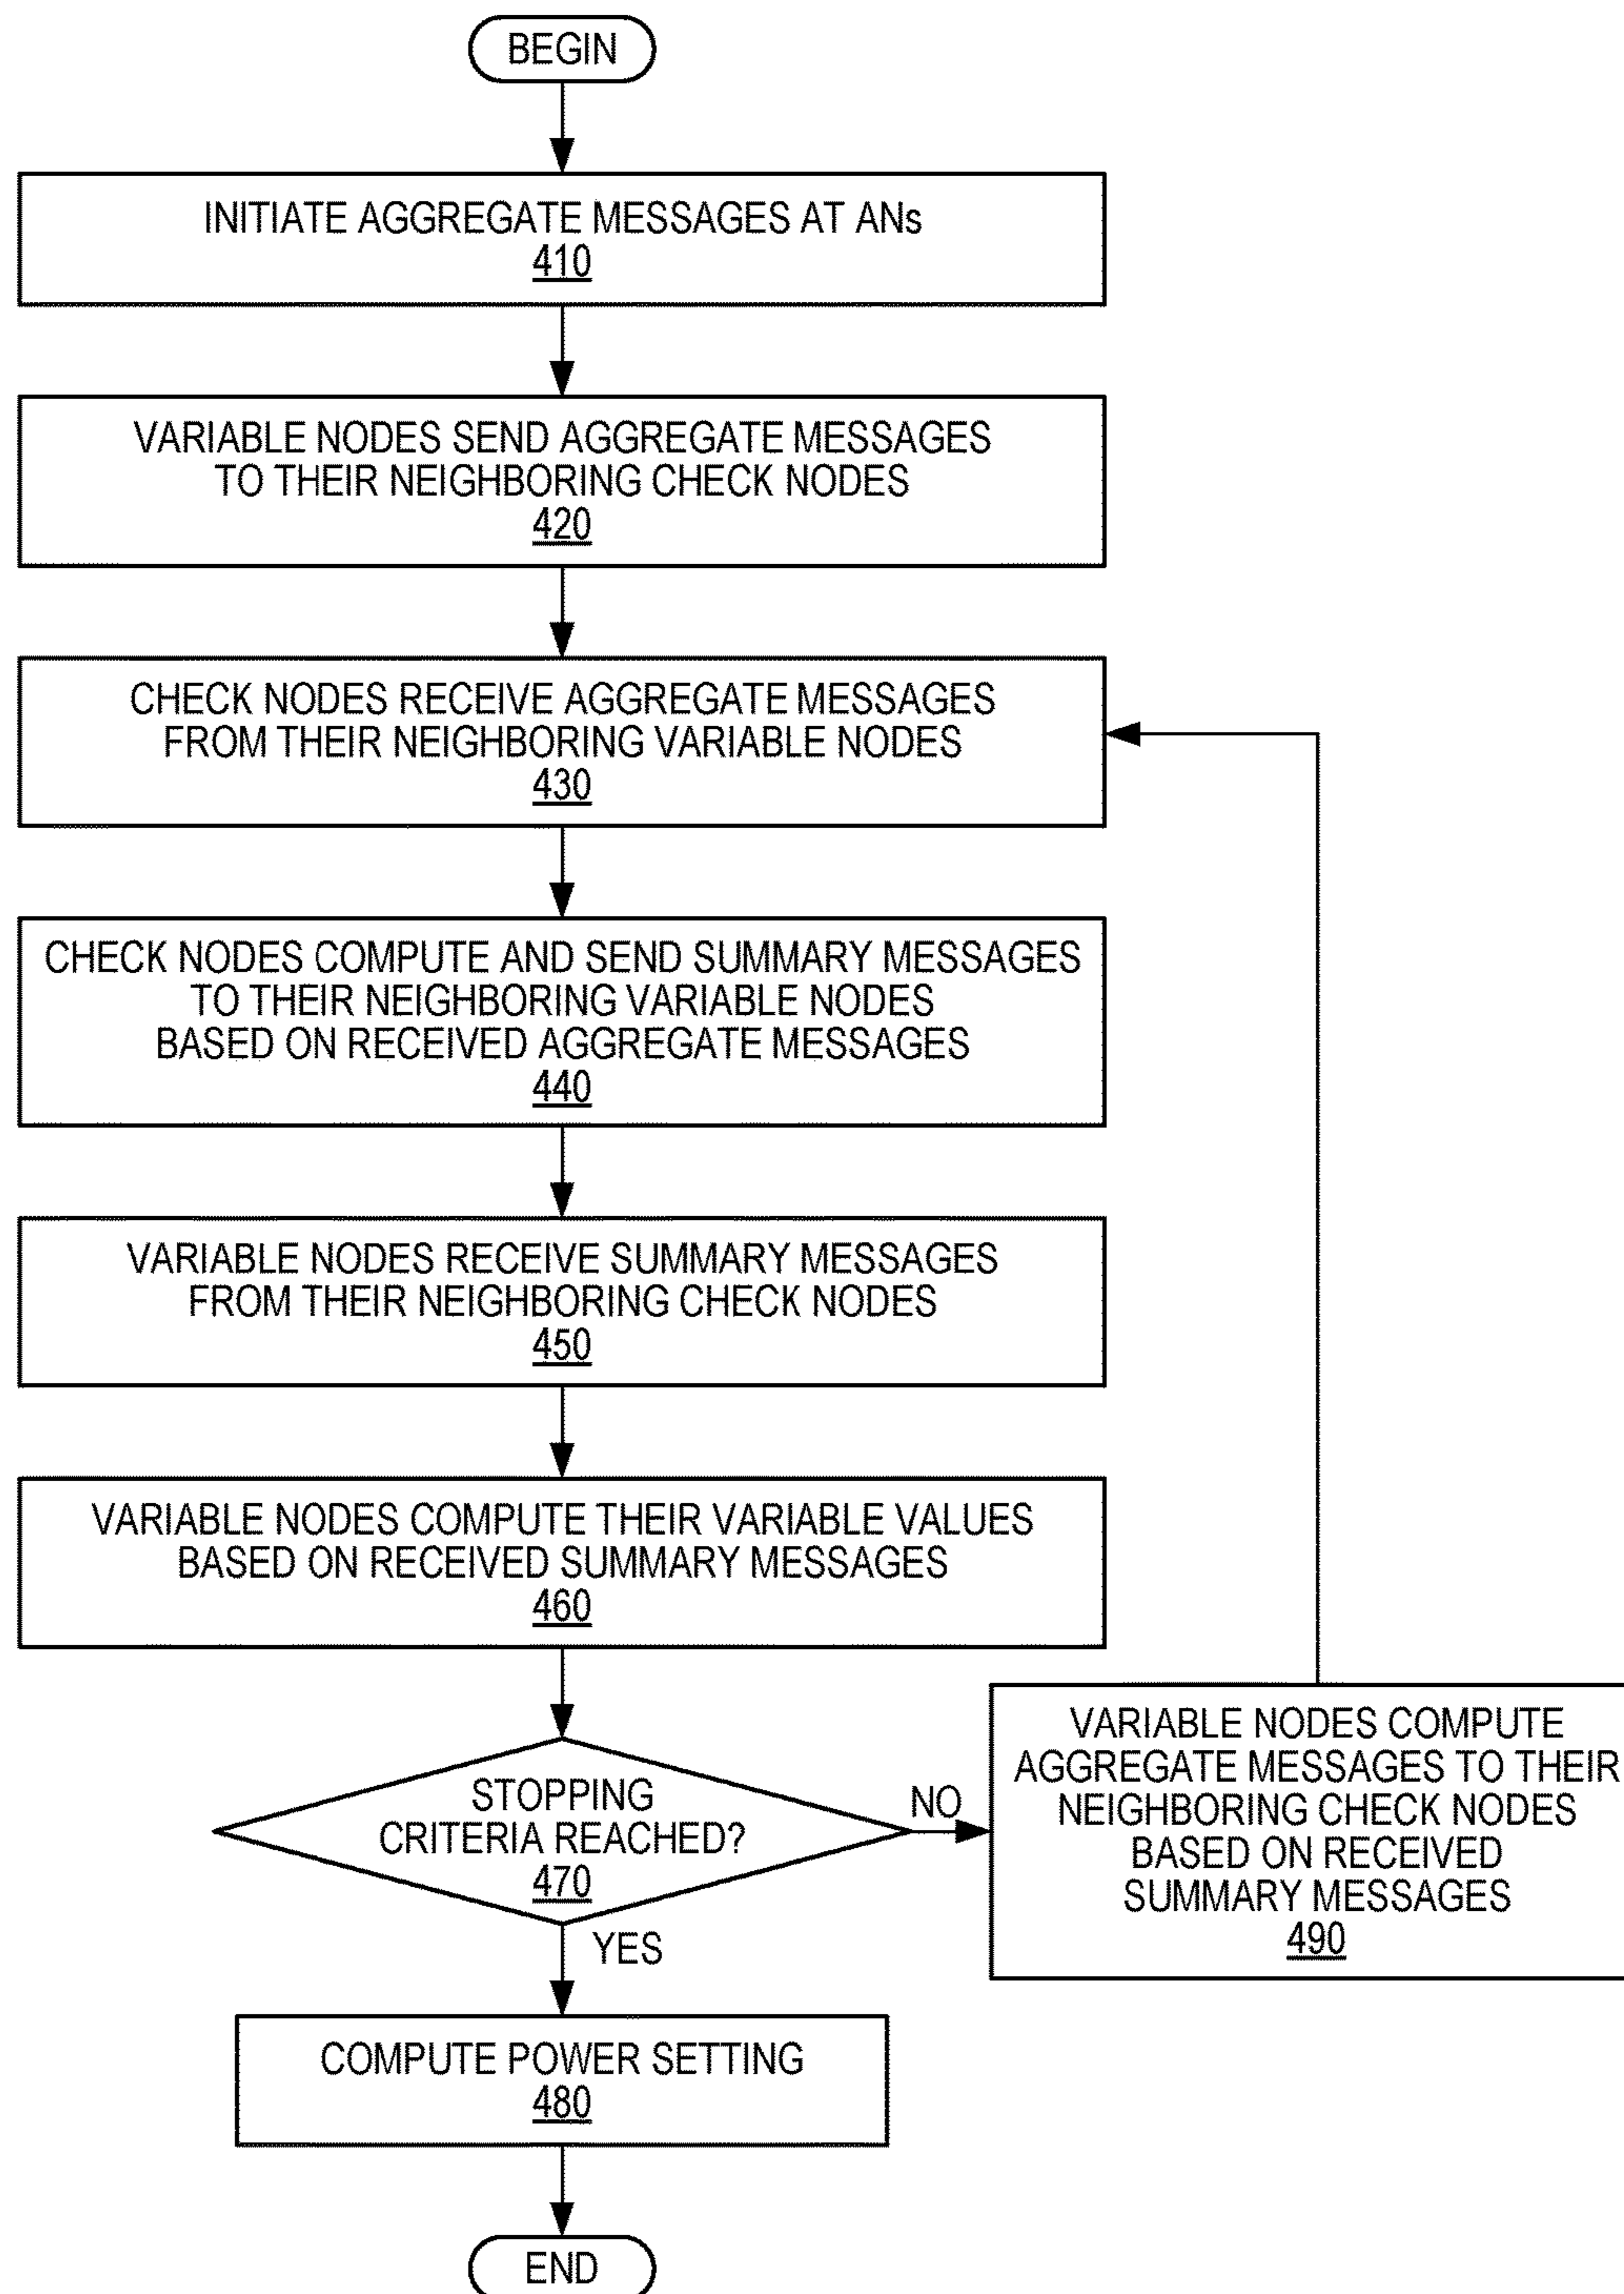 BEGIN
INITIATE AGGREGATE MESSAGES AT ANs
410
VARIABLE NODES SEND AGGREGATE MESSAGES
TO THEIR NEIGHBORING CHECK NODES
420
CHECK NODES RECEIVE AGGREGATE MESSAGES
FROM THEIR NEIGHBORING VARIABLE NODES
430
CHECK NODES COMPUTE AND SEND SUMMARY MESSAGES
TO THEIR NEIGHBORING VARIABLE NODES
BASED ON RECEIVED AGGREGATE MESSAGES
440
VARIABLE NODES RECEIVE SUMMARY MESSAGES
FROM THEIR NEIGHBORING CHECK NODES
450
VARIABLE NODES COMPUTE THEIR VARIABLE VALUES
BASED ON RECEIVED SUMMARY MESSAGES
460
STOPPING
CRITERIA REACHED?
470
NO
VARIABLE NODES COMPUTE
AGGREGATE MESSAGES TO THEIR
NEIGHBORING CHECK NODES
BASED ON RECEIVED
SUMMARY MESSAGES
490
YES
COMPUTE POWER SETTING
480
END